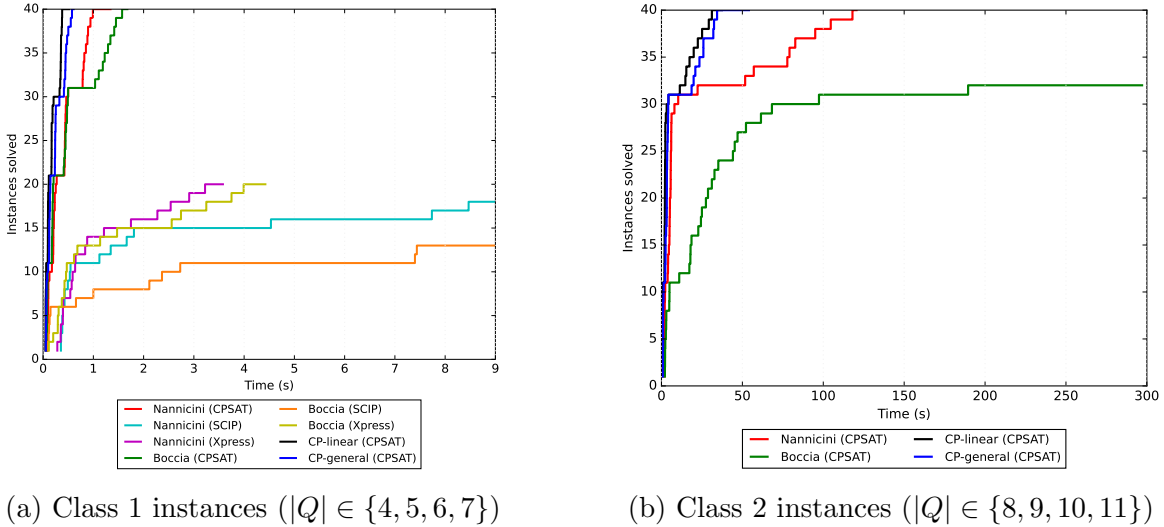 40
35
30
25
20
15
10
5
0
Instances solved
0 1 2 3 4 5 6 7 8 9
Time (s)
Nannicini (CPSAT) Boccia (SCIP)
Nannicini (SCIP) Boccia (Xpress)
Nannicini (Xpress) CP-linear (CPSAT)
Boccia (CPSAT) CP-general (CPSAT)
(a) Class 1 instances (|Q| ∈ {4, 5, 6, 7})
40
35
30
25
20
15
10
5
0
Instances solved
0 50 100 150 200 250 300
Time (s)
Nannicini (CPSAT) CP-linear (CPSAT)
Boccia (CPSAT) CP-general (CPSAT)
(b) Class 2 instances (|Q| ∈ {8, 9, 10, 11})